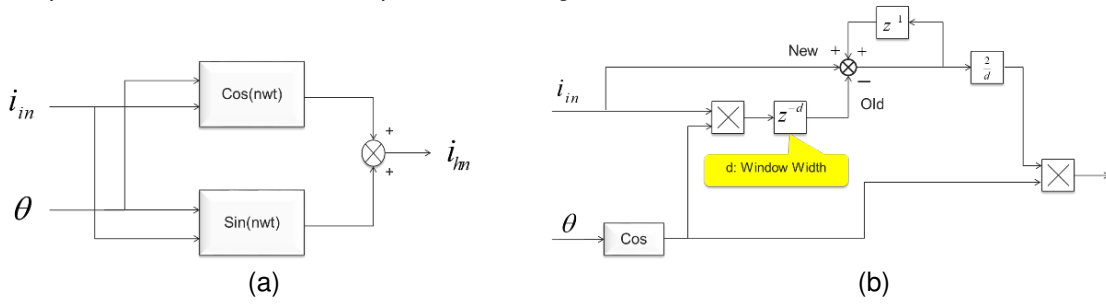 i_in
θ
Cos(nwt)
Sin(nwt)
+
+
i_hn
(a)
z^-1
New
+
+
−
Old
2/d
i_in
z^-d
d: Window Width
θ
Cos
(b)